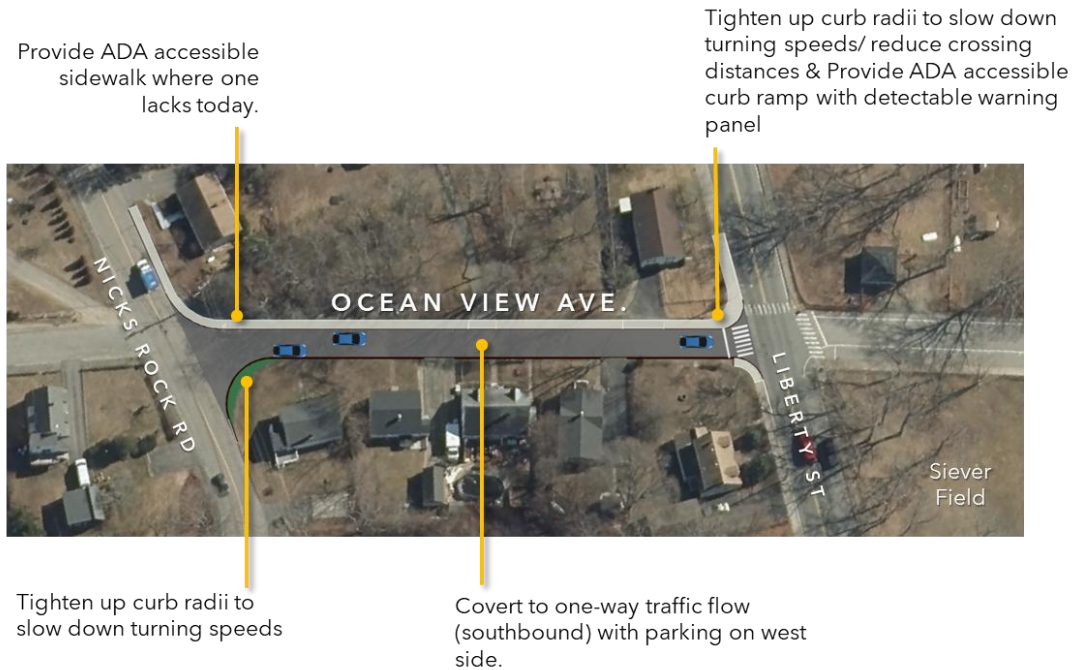 Provide ADA accessible
sidewalk where one
lacks today.
Tighten up curb radii to slow down
turning speeds/ reduce crossing
distances & Provide ADA accessible
curb ramp with detectable warning
panel
OCEAN VIEW AVE.
NICKS ROCK RD
LIBERTY ST
Siever
Field
Tighten up curb radii to
slow down turning speeds
Covert to one-way traffic flow
(southbound) with parking on west
side.